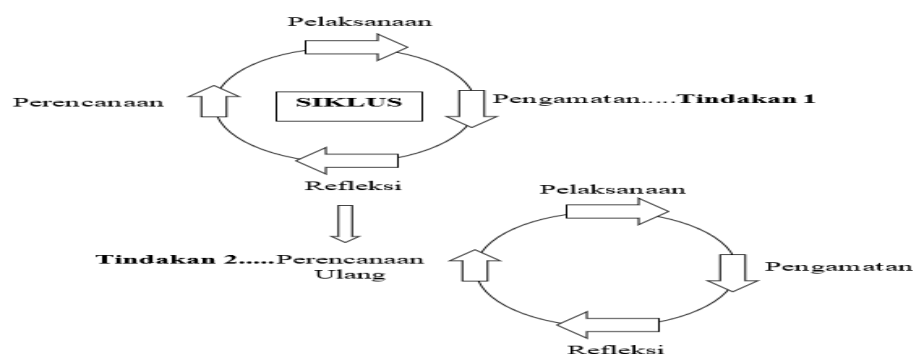 Pelaksanaan
Perencanaan
SIKLUS
Pengamatan.....Tindakan 1
Refleksi
Pelaksanaan
Tindakan 2.....Perencanaan
Ulang
Pengamatan
Refleksi